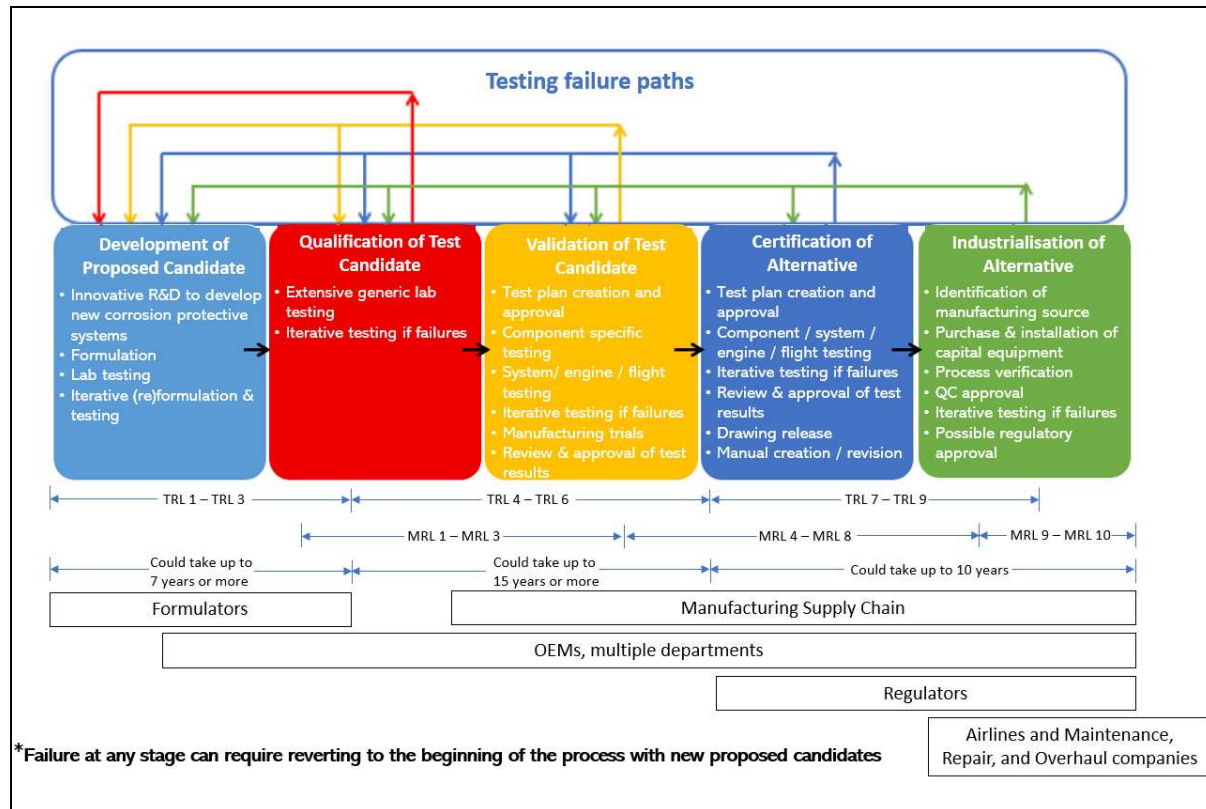 Testing failure paths
Development of
Proposed Candidate
• Innovative R&D to develop
new corrosion protective
systems
• Formulation
• Lab testing
• Iterative (re)formulation &
testing
Qualification of Test
Candidate
• Extensive generic lab
testing
• Iterative testing if failures
Validation of Test
Candidate
• Test plan creation and
approval
• Component specific
testing
• System/ engine / flight
testing
• Iterative testing if failures
• Manufacturing trials
• Review & approval of test
results
Certification of
Alternative
• Test plan creation and
approval
• Component / system /
engine / flight testing
• Iterative testing if failures
• Review & approval of test
results
• Drawing release
• Manual creation / revision
Industrialisation of
Alternative
• Identification of
manufacturing source
• Purchase & installation of
capital equipment
• Process verification
• QC approval
• Iterative testing if failures
• Possible regulatory
approval
TRL 1 – TRL 3
TRL 4 – TRL 6
TRL 7 – TRL 9
MRL 1 – MRL 3
MRL 4 – MRL 8
MRL 9 – MRL 10
Could take up to
7 years or more
Could take up to
15 years or more
Could take up to 10 years
Formulators
Manufacturing Supply Chain
OEMs, multiple departments
Regulators
Airlines and Maintenance,
Repair, and Overhaul companies
*Failure at any stage can require reverting to the beginning of the process with new proposed candidates